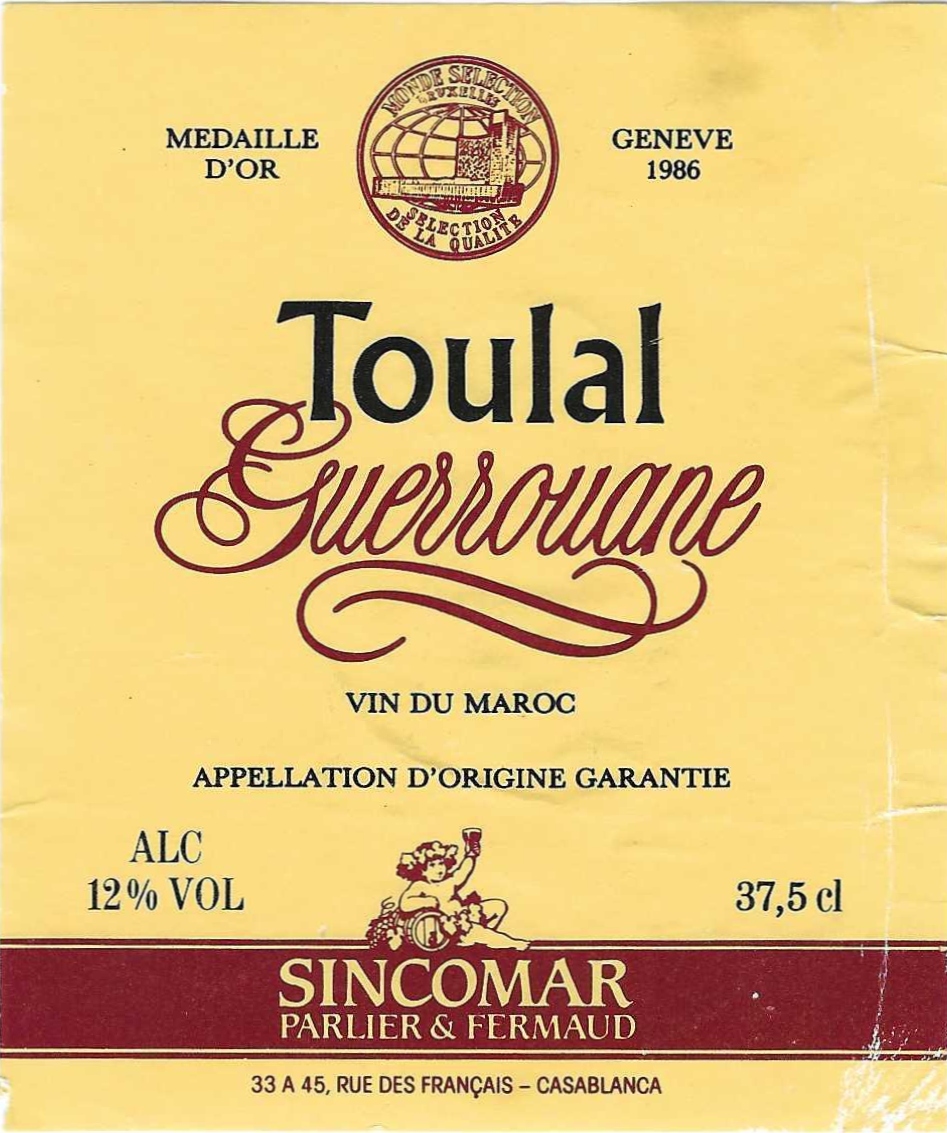 MEDAILLE
D'OR
MONDE SELECTION
BRUXELLES
SELECTION
DE LA QUALITE
GENEVE
1986
Toulal
Guerrouane
VIN DU MAROC
APPELLATION D'ORIGINE GARANTIE
ALC
12% VOL
37,5 cl
SINCOMAR
PARLIER & FERMAUD
33 A 45, RUE DES FRANÇAIS – CASABLANCA